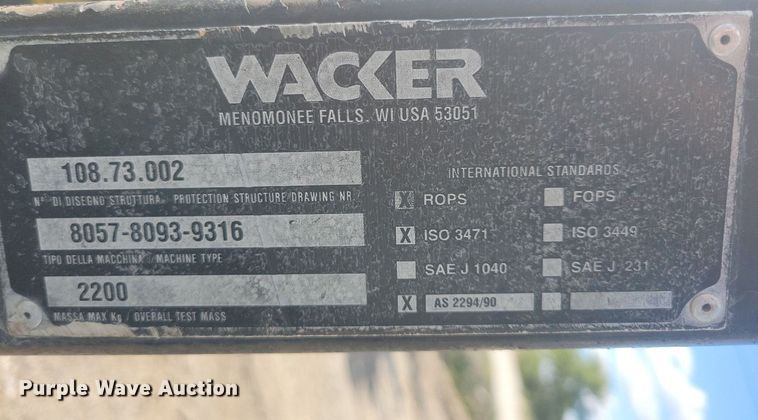 WACKER
MENOMONEE FALLS. WI USA 53051
108.73.002
N° DI DISEGNO STRUTTURA PROTECTION STRUCTURE DRAWING NR.
8057-8093-9316
TIPO DELLA MACCHINA / MACHINE TYPE
2200
MASSA MAX Kg / OVERALL TEST MASS
INTERNATIONAL STANDARDS
X ROPS FOPS
X ISO 3471 ISO 3449
SAE J 1040 SAE J 231
X AS 2294/90
Purple Wave Auction